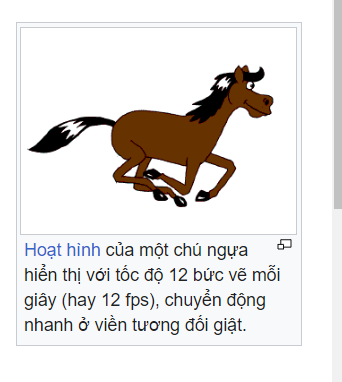 Hoạt hình của một chú ngựa
hiển thị với tốc độ 12 bức vẽ mỗi
giây (hay 12 fps), chuyển động
nhanh ở viền tương đối giật.